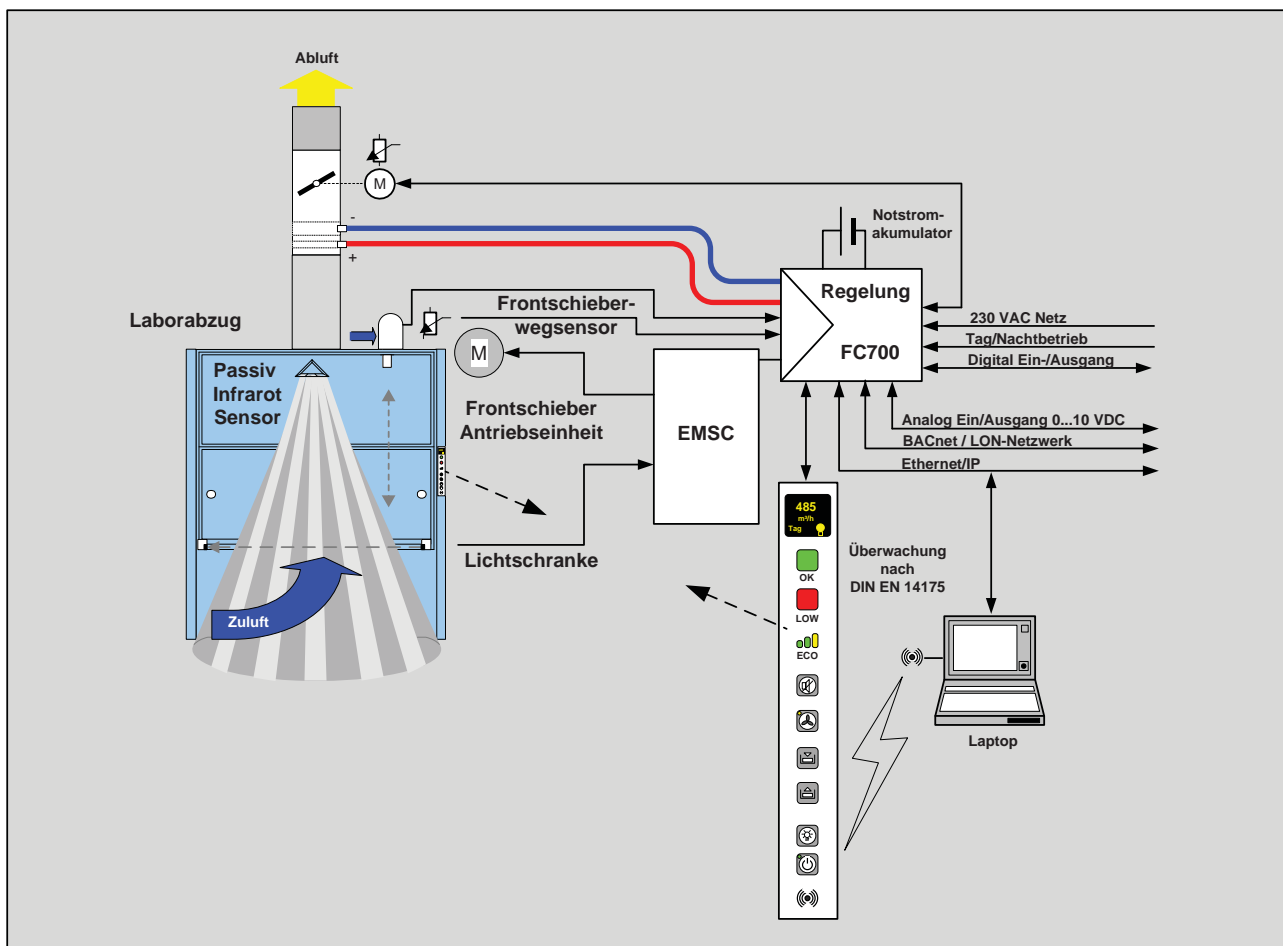 Abluft
M
-
+
Notstrom-
akumulator
Regelung
FC700
230 VAC Netz
Tag/Nachtbetrieb
Digital Ein-/Ausgang
Analog Ein/Ausgang 0...10 VDC
BACnet / LON-Netzwerk
Ethernet/IP
Laborabzug
Frontschieber-
wegsensor
M
Passiv
Infrarot
Sensor
Frontschieber
Antriebseinheit
EMSC
Lichtschranke
Zuluft
485
m³/h
Tag
OK
LOW
ECO
Überwachung
nach
DIN EN 14175
Laptop